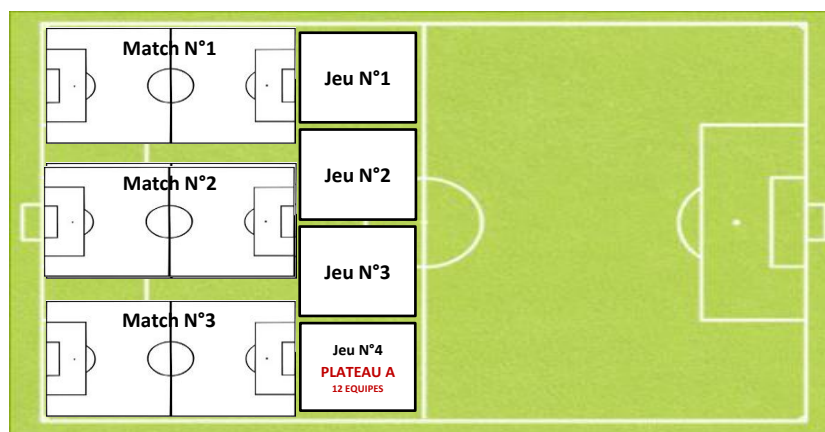 Match N°1
Jeu N°1
Match N°2
Jeu N°2
Jeu N°3
Match N°3
Jeu N°4
PLATEAU A
12 EQUIPES